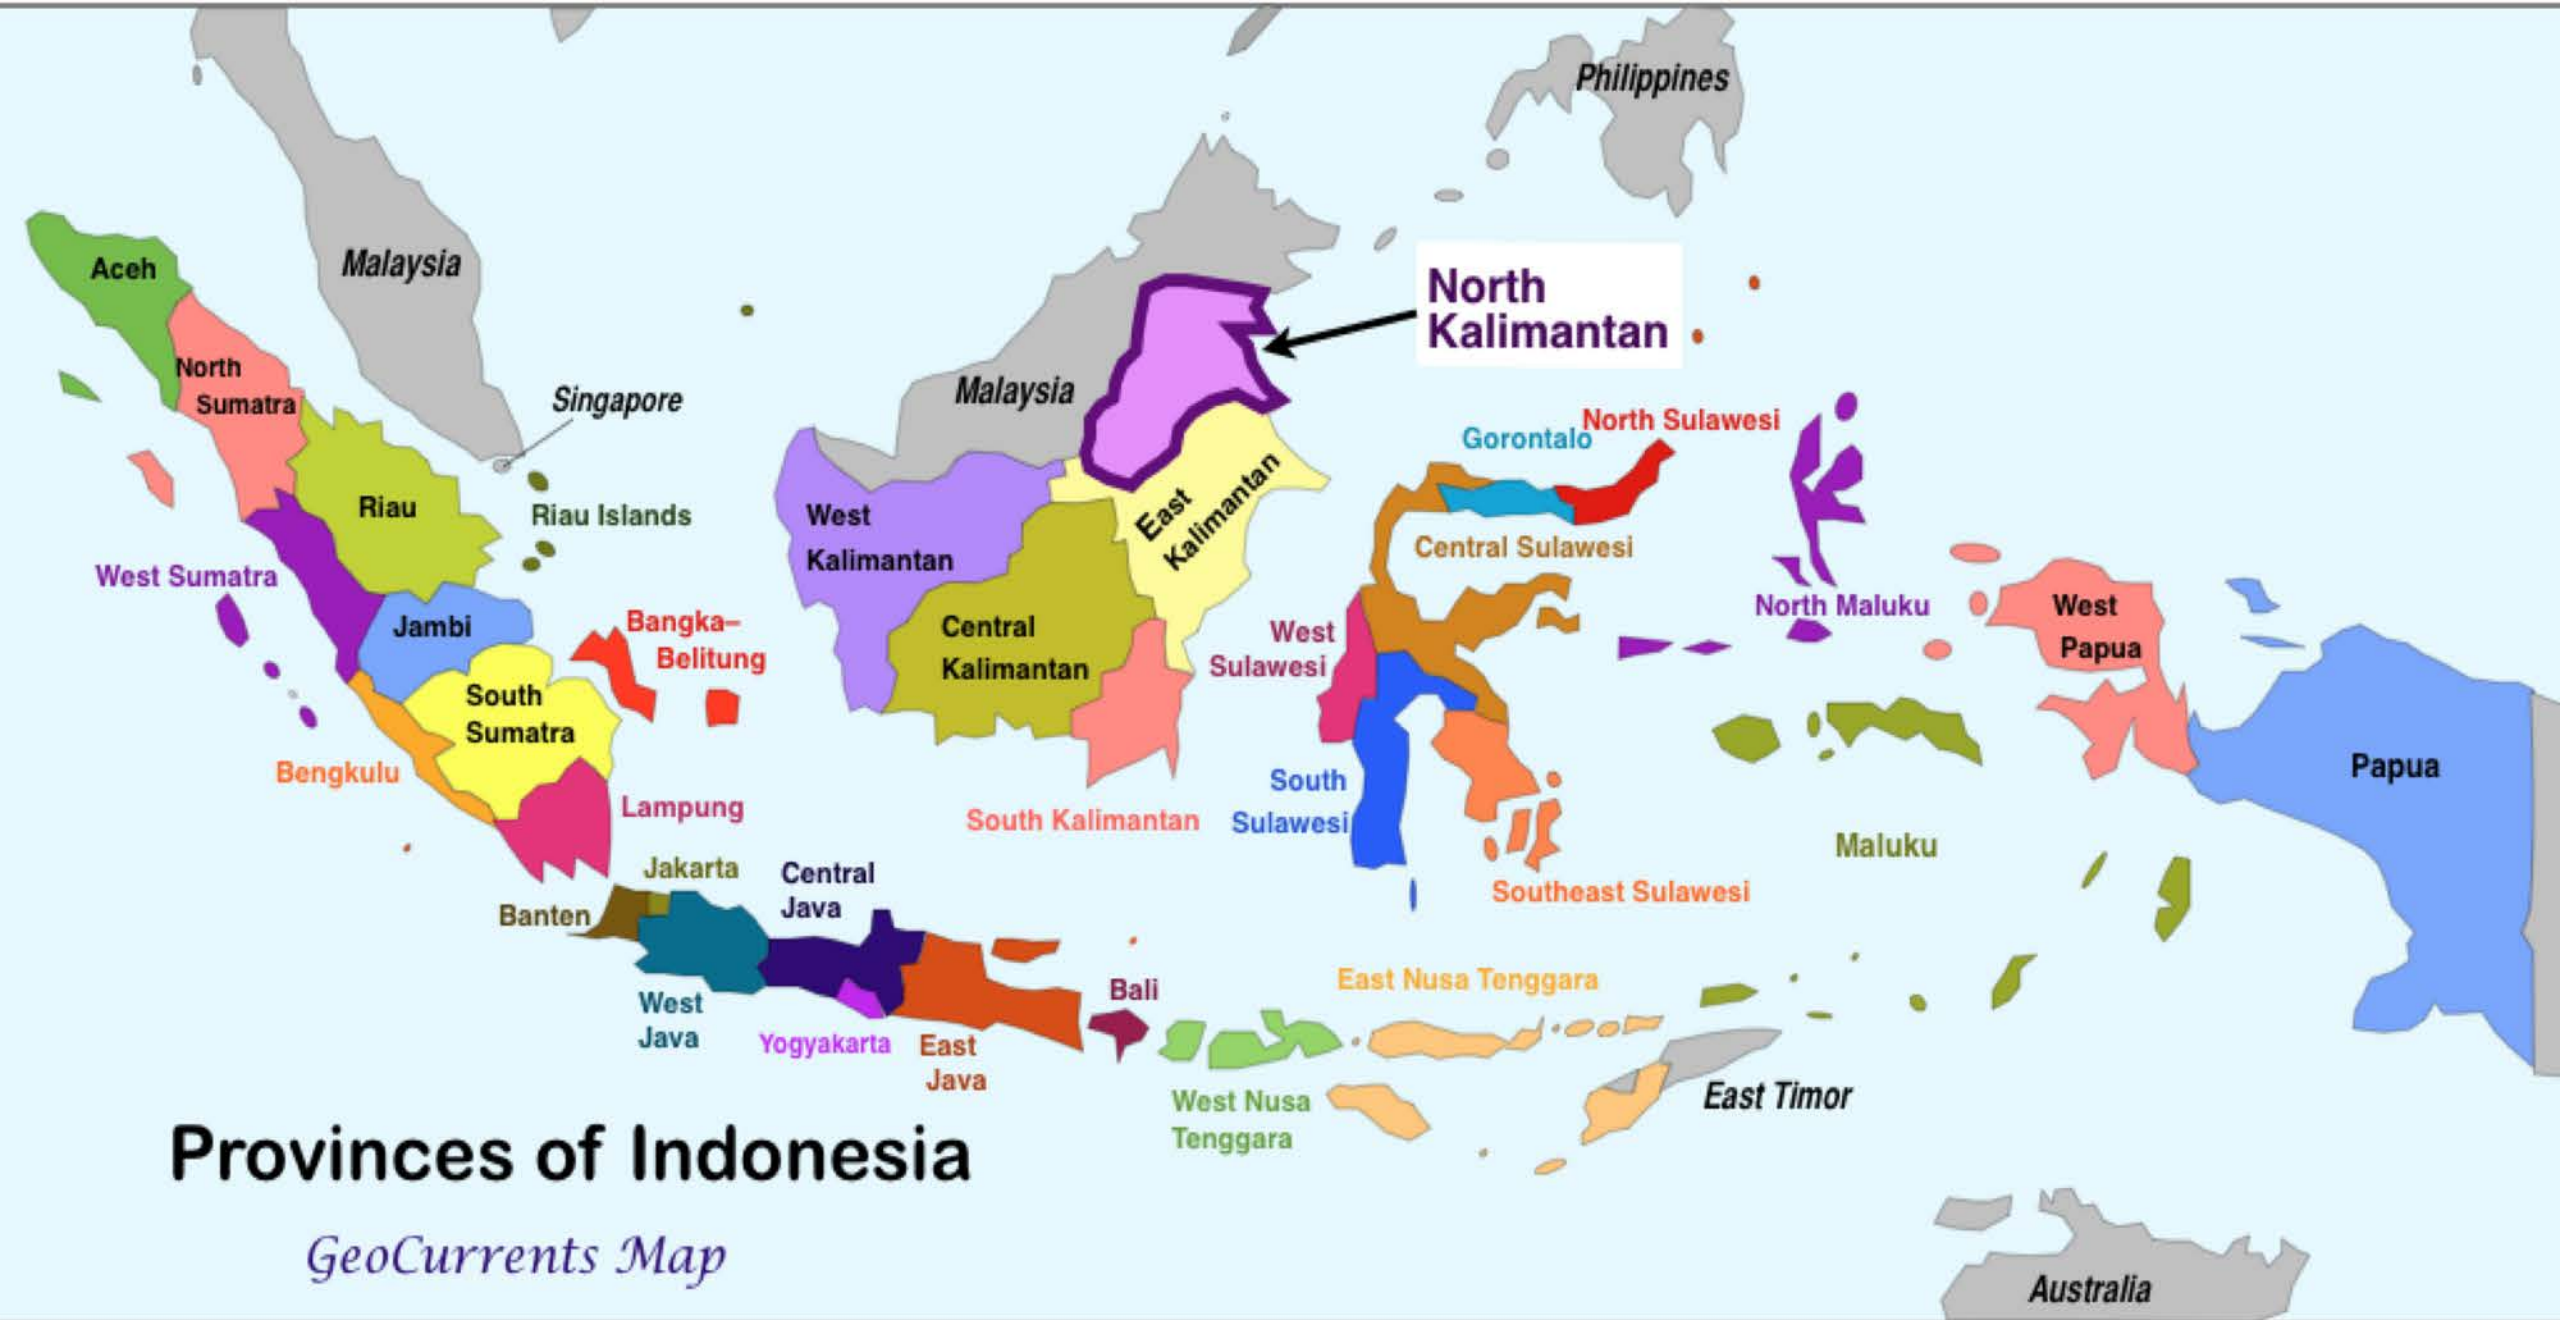 Philippines
Malaysia
Aceh
North
Kalimantan
North
Sumatra
Malaysia
Singapore
North Sulawesi
Gorontalo
East
Kalimantan
Riau
Riau Islands
West
Kalimantan
Central Sulawesi
West Sumatra
Jambi
Bangka–
Belitung
Central
Kalimantan
West
Sulawesi
North Maluku
West
Papua
South
Sumatra
Papua
Bengkulu
Lampung
South Kalimantan
South
Sulawesi
Maluku
Jakarta
Central
Java
Southeast Sulawesi
Banten
East Nusa Tenggara
Bali
West
Java
Yogyakarta
East
Java
West Nusa
Tenggara
East Timor
Provinces of Indonesia
GeoCurrents Map
Australia